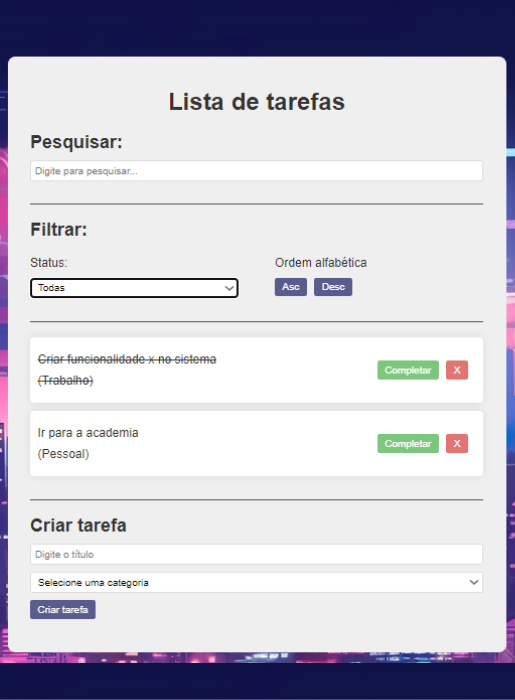 Lista de tarefas
Pesquisar:
Digite para pesquisar...
Filtrar:
Status:
Ordem alfabética
Todas
Asc
Desc
Criar funcionalidade x no sistema
(Trabalho)
Completar
X
Ir para a academia
(Pessoal)
Completar
X
Criar tarefa
Digite o título
Selecione uma categoria
Criar tarefa